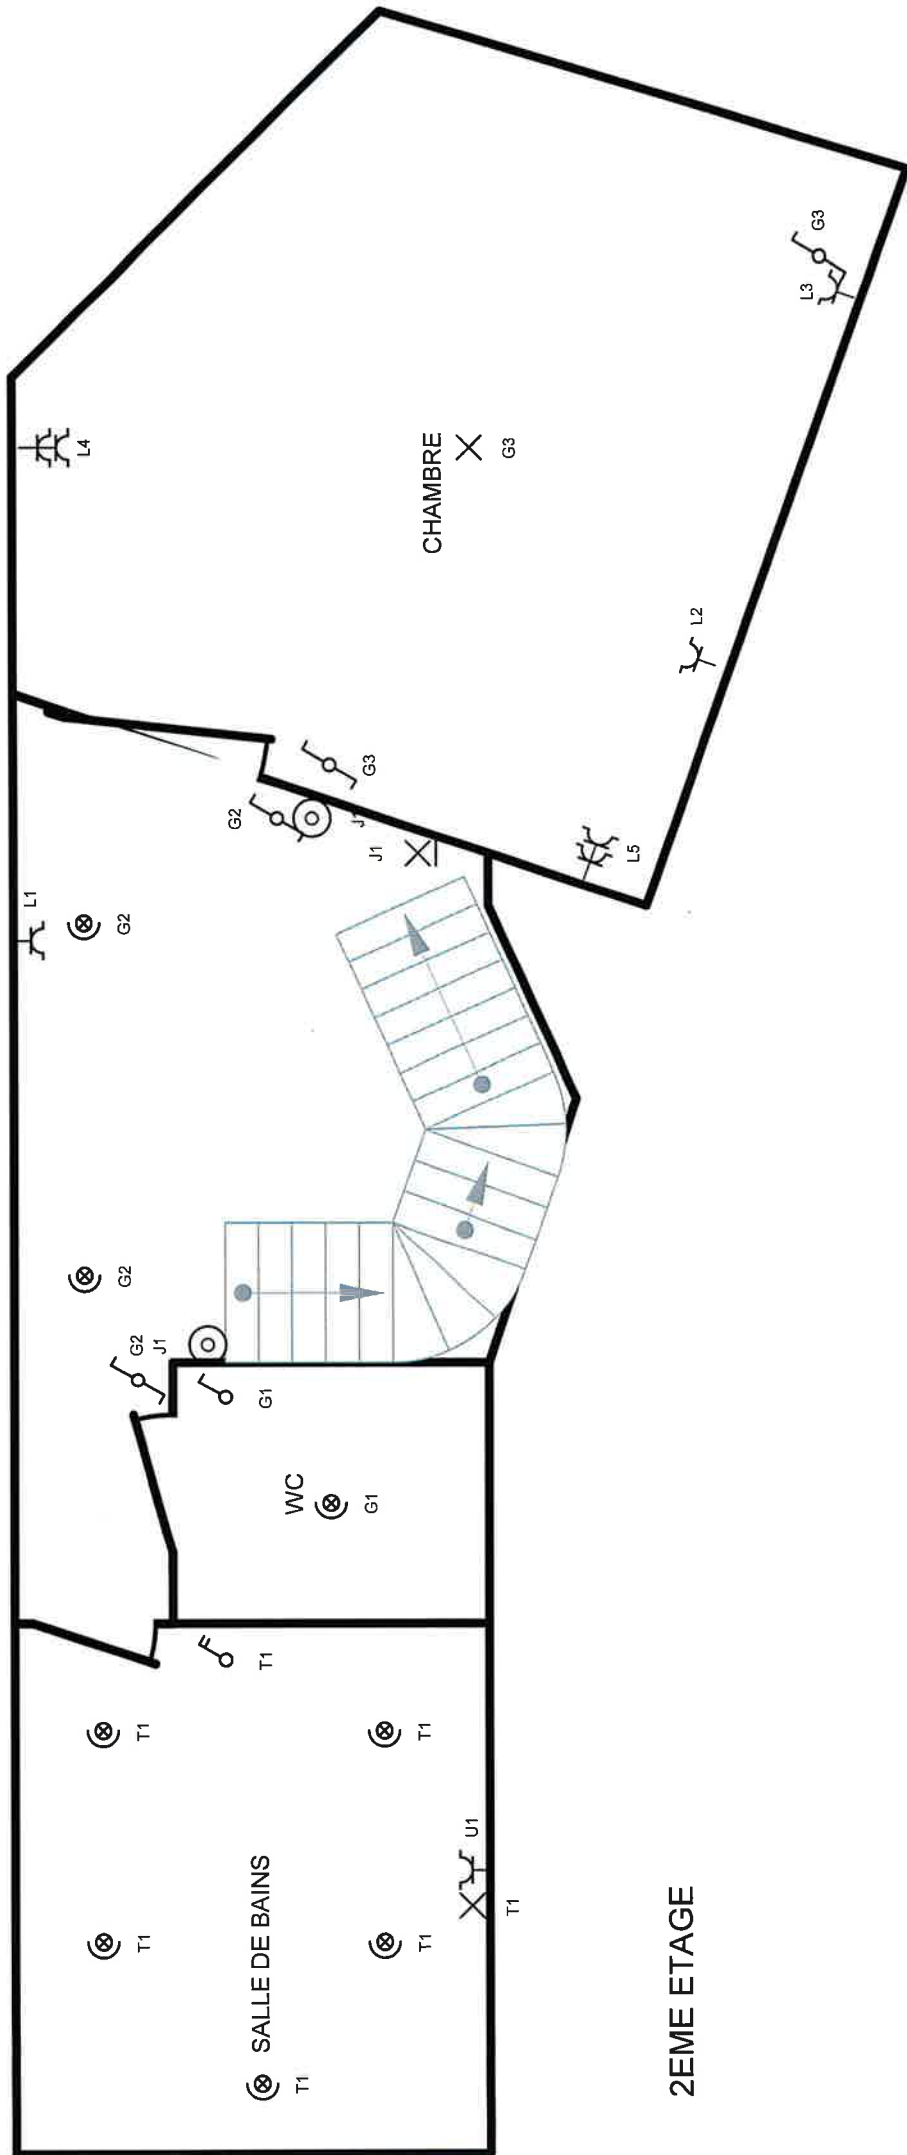 L4
CHAMBRE
G3
L3
G3
L2
G3
G2
J1
J1
L5
L1
G2
G2
G2
J1
G1
WC
G1
T1
T1
T1
T1
T1
SALLE DE BAINS
T1
U1
T1
2EME ETAGE